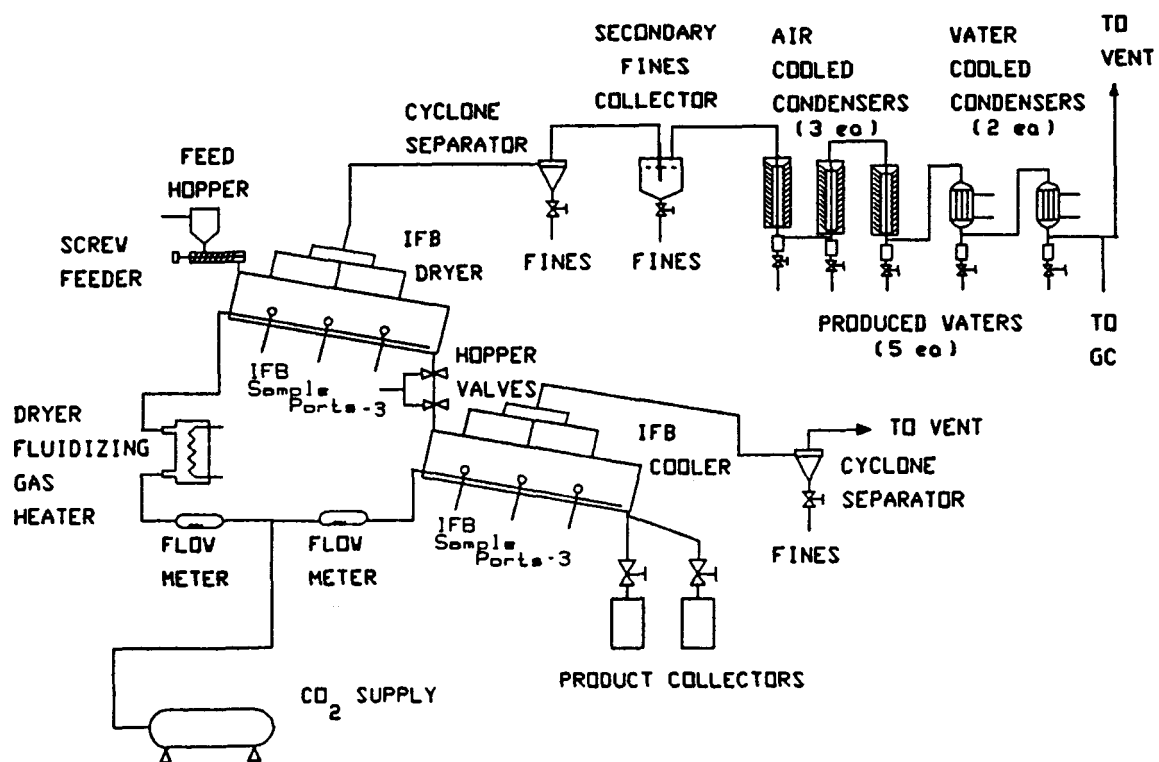 TO
VENT
SECONDARY
FINES
COLLECTOR
AIR
COOLED
CONDENSERS
(3 ea)
VATER
COOLED
CONDENSERS
(2 ea)
CYCLONE
SEPARATOR
FEED
HOPPER
SCREW
FEEDER
IFB
DRYER
FINES
FINES
PRODUCED VATERS
(5 ea)
TO
GC
IFB
Sample
Ports-3
HOPPER
VALVES
DRYER
FLUIDIZING
GAS
HEATER
IFB
COOLER
TO VENT
CYCLONE
SEPARATOR
FINES
FLOW
METER
FLOW
METER
IFB
Sample
Ports-3
PRODUCT COLLECTORS
CO2 SUPPLY